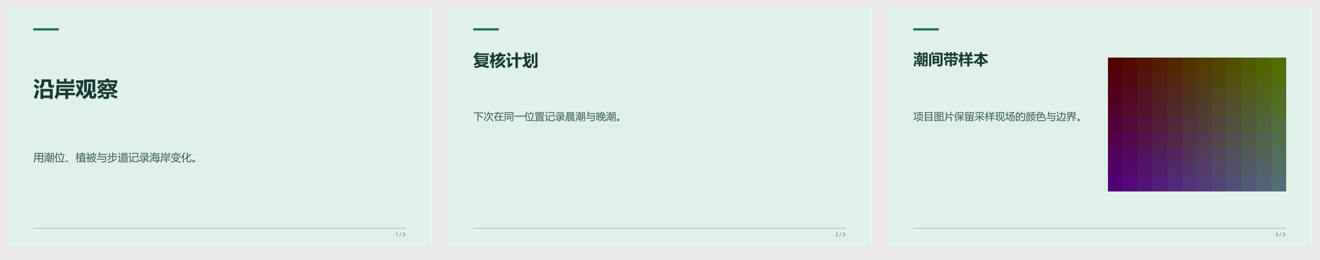 沿岸观察
用潮位、植被与步道记录海岸变化。
1 / 3
复核计划
下次在同一位置记录晨潮与晚潮。
2 / 3
潮间带样本
项目图片保留采样现场的颜色与边界。
3 / 3